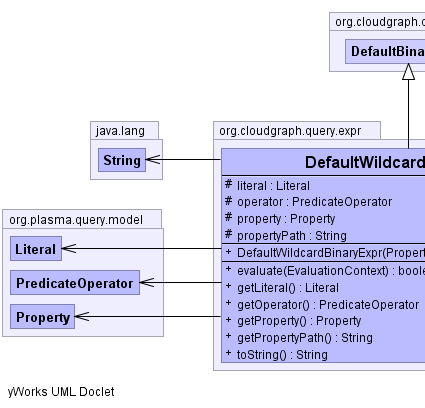 org.cloudgraph.
DefaultBina
java.lang
String
org.cloudgraph.query.expr
DefaultWildcard
# literal : Literal
# operator : PredicateOperator
# property : Property
# propertyPath : String
+ DefaultWildcardBinaryExpr(Propert
+ evaluate(EvaluationContext) : boole
+ getLiteral() : Literal
+ getOperator() : PredicateOperator
+ getProperty() : Property
+ getPropertyPath() : String
+ toString() : String
org.plasma.query.model
Literal
PredicateOperator
Property
yWorks UML Doclet